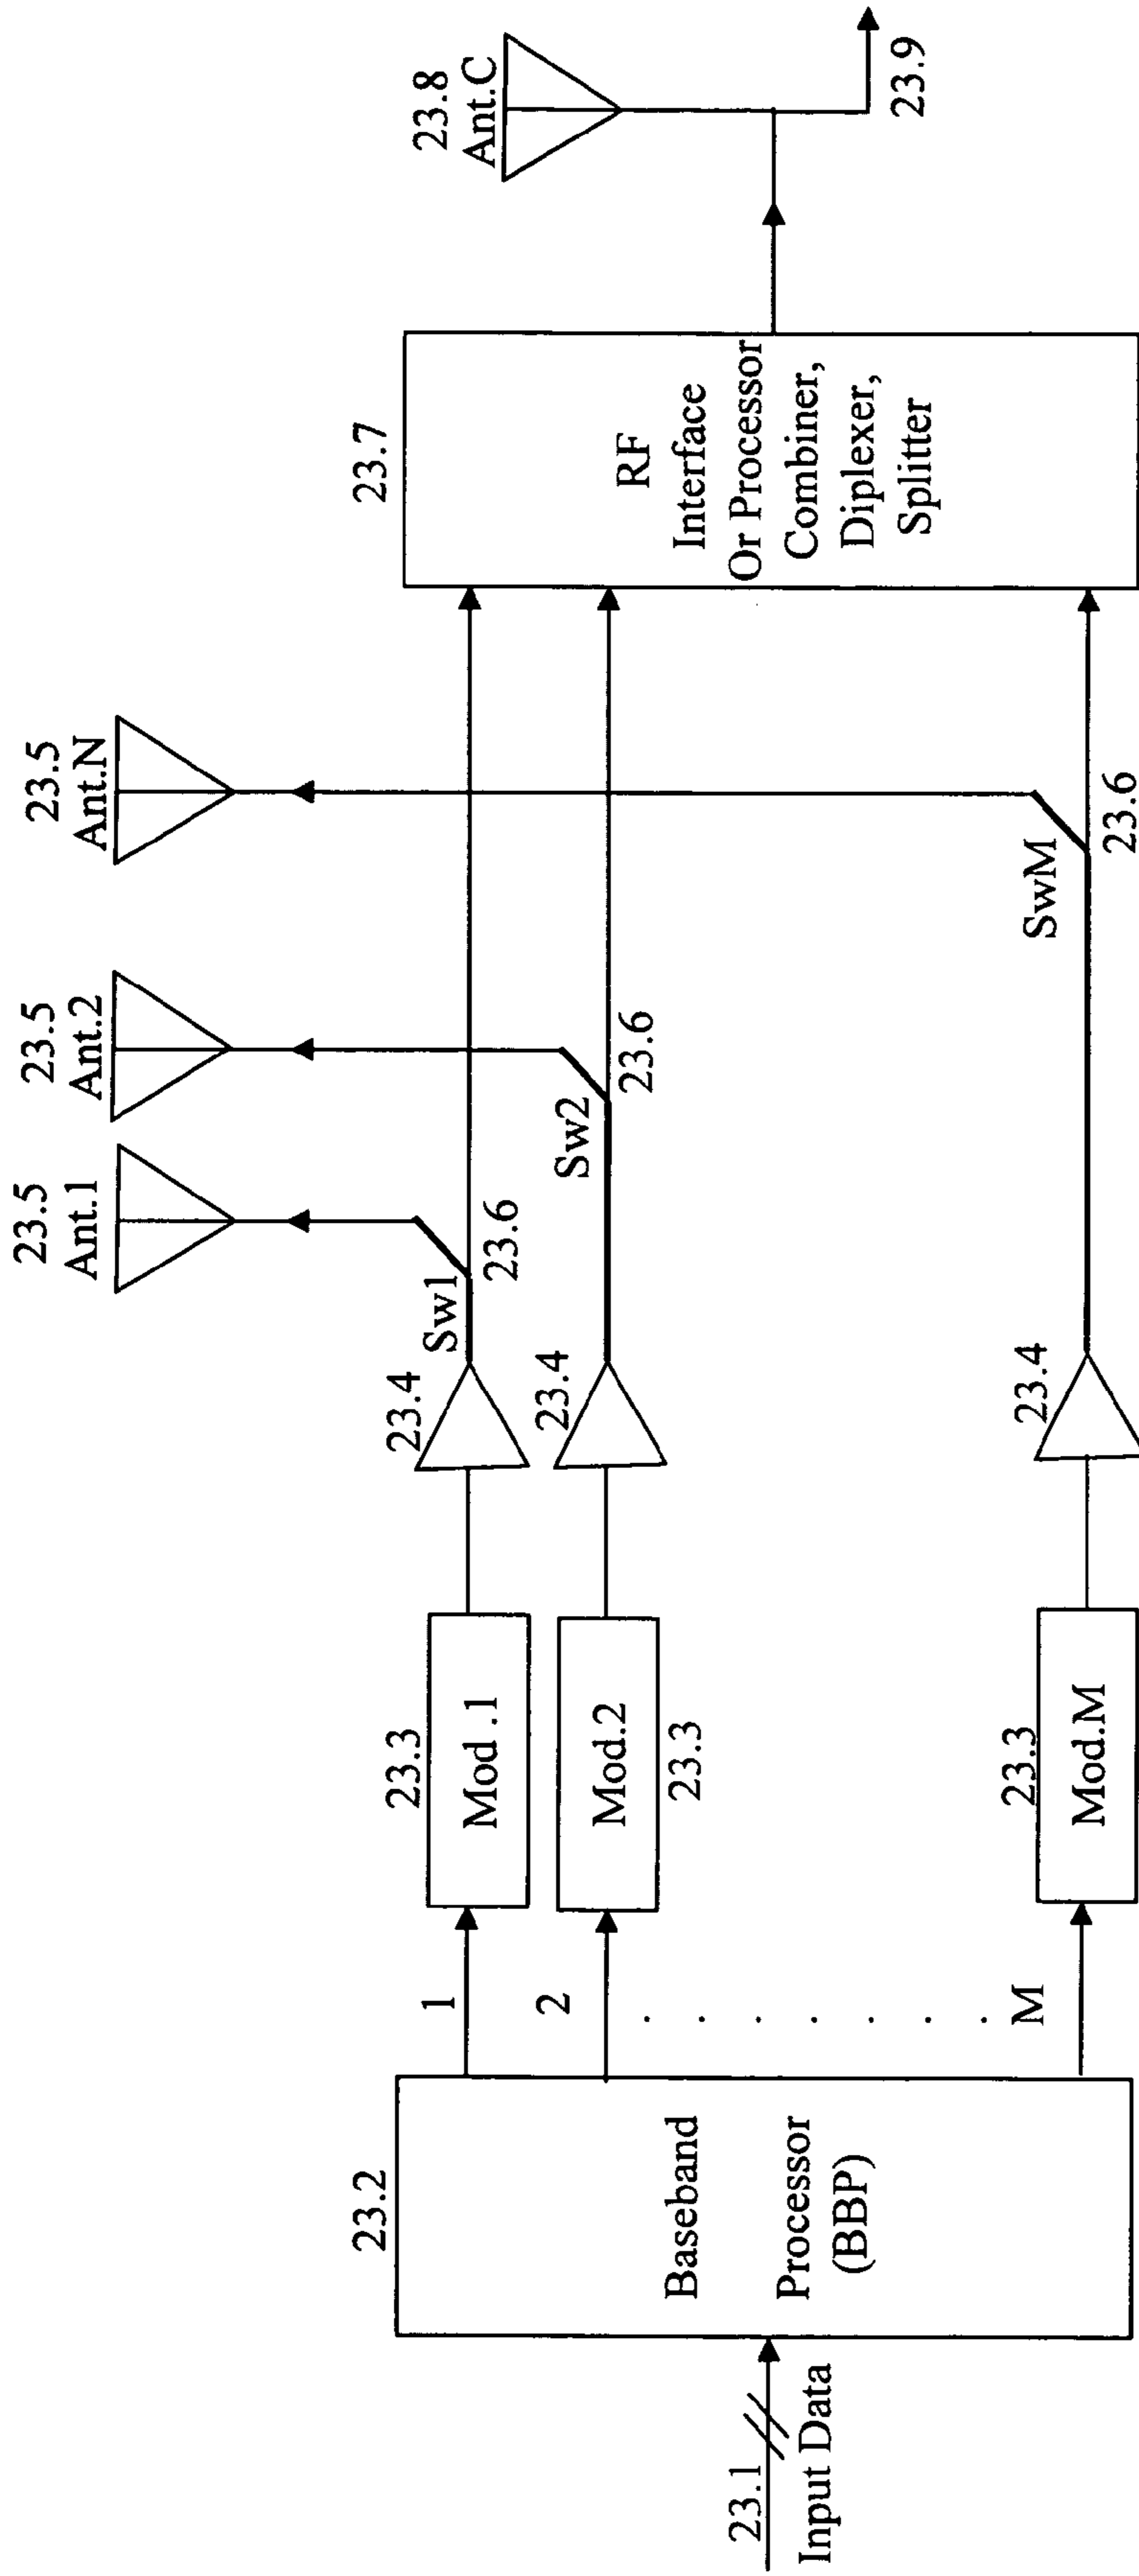 23.1
Input Data
23.2
Baseband
Processor
(BBP)
1
2
. . . . . . .
M
23.3
Mod .1
Mod.2
23.3
23.3
Mod.M
23.4
23.4
23.4
Sw1
23.6
Sw2
23.6
SwM
23.6
23.5
Ant.1
23.5
Ant.2
23.5
Ant.N
23.7
RF
Interface
Or Processor
Combiner,
Diplexer,
Splitter
23.8
Ant.C
23.9